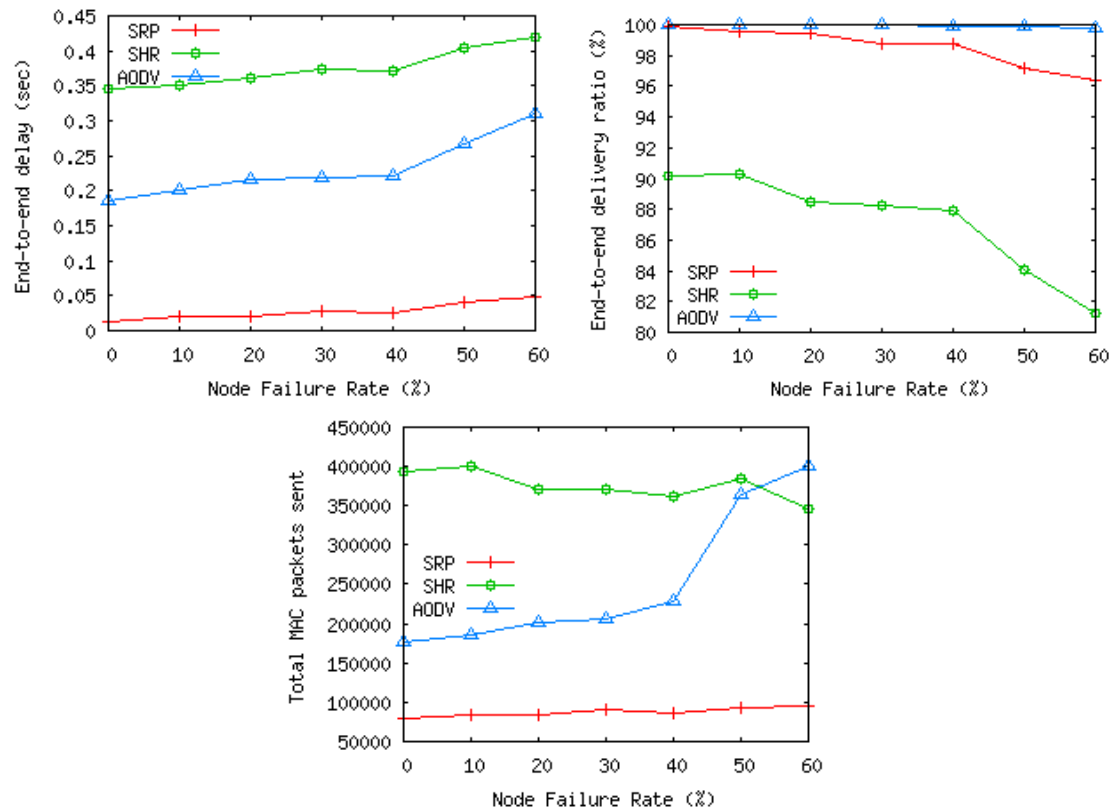 End-to-end delay (sec)
0.45
0.4
0.35
0.3
0.25
0.2
0.15
0.1
0.05
0
SRP
SHR
AODV
0 10 20 30 40 50 60
Node Failure Rate (%)
End-to-end delivery ratio (%)
100
98
96
94
92
90
88
86
84
82
80
SRP
SHR
AODV
0 10 20 30 40 50 60
Node Failure Rate (%)
Total MAC packets sent
450000
400000
350000
300000
250000
200000
150000
100000
50000
SRP
SHR
AODV
0 10 20 30 40 50 60
Node Failure Rate (%)